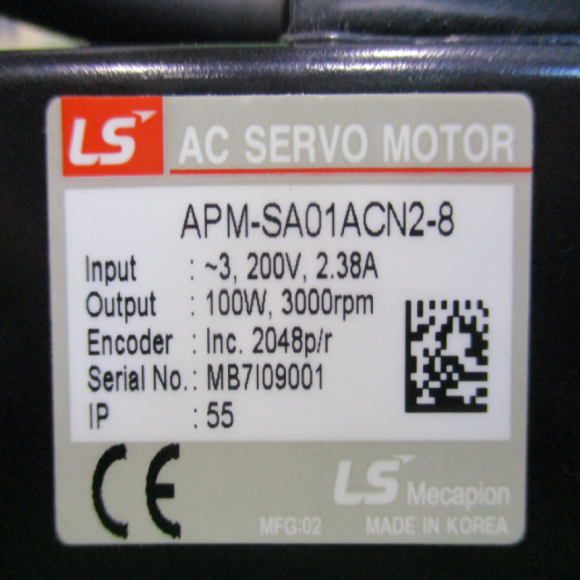 LS AC SERVO MOTOR
APM-SA01ACN2-8
Input : ~3, 200V, 2.38A
Output : 100W, 3000rpm
Encoder : Inc. 2048p/r
Serial No. : MB7I09001
IP : 55
CE
LS Mecapion
MFG:02 MADE IN KOREA